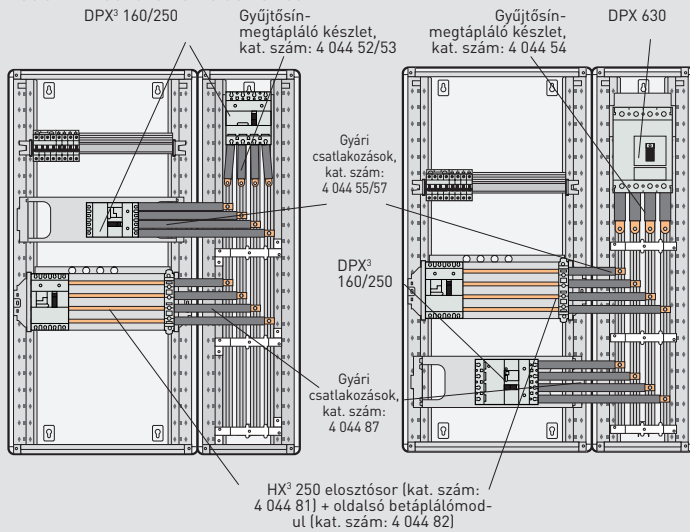 DPX³ 160/250
Gyűjtősín-
megtápláló készlet,
kat. szám: 4 044 52/53
Gyűjtősín-
megtápláló készlet,
kat. szám: 4 044 54
DPX 630
Gyári
csatlakozások,
kat. szám:
4 044 55/57
DPX³
160/250
Gyári
csatlakozások,
kat. szám:
4 044 87
HX³ 250 elosztósor (kat. szám:
4 044 81) + oldalsó betáplálómod-
ul (kat. szám: 4 044 82)